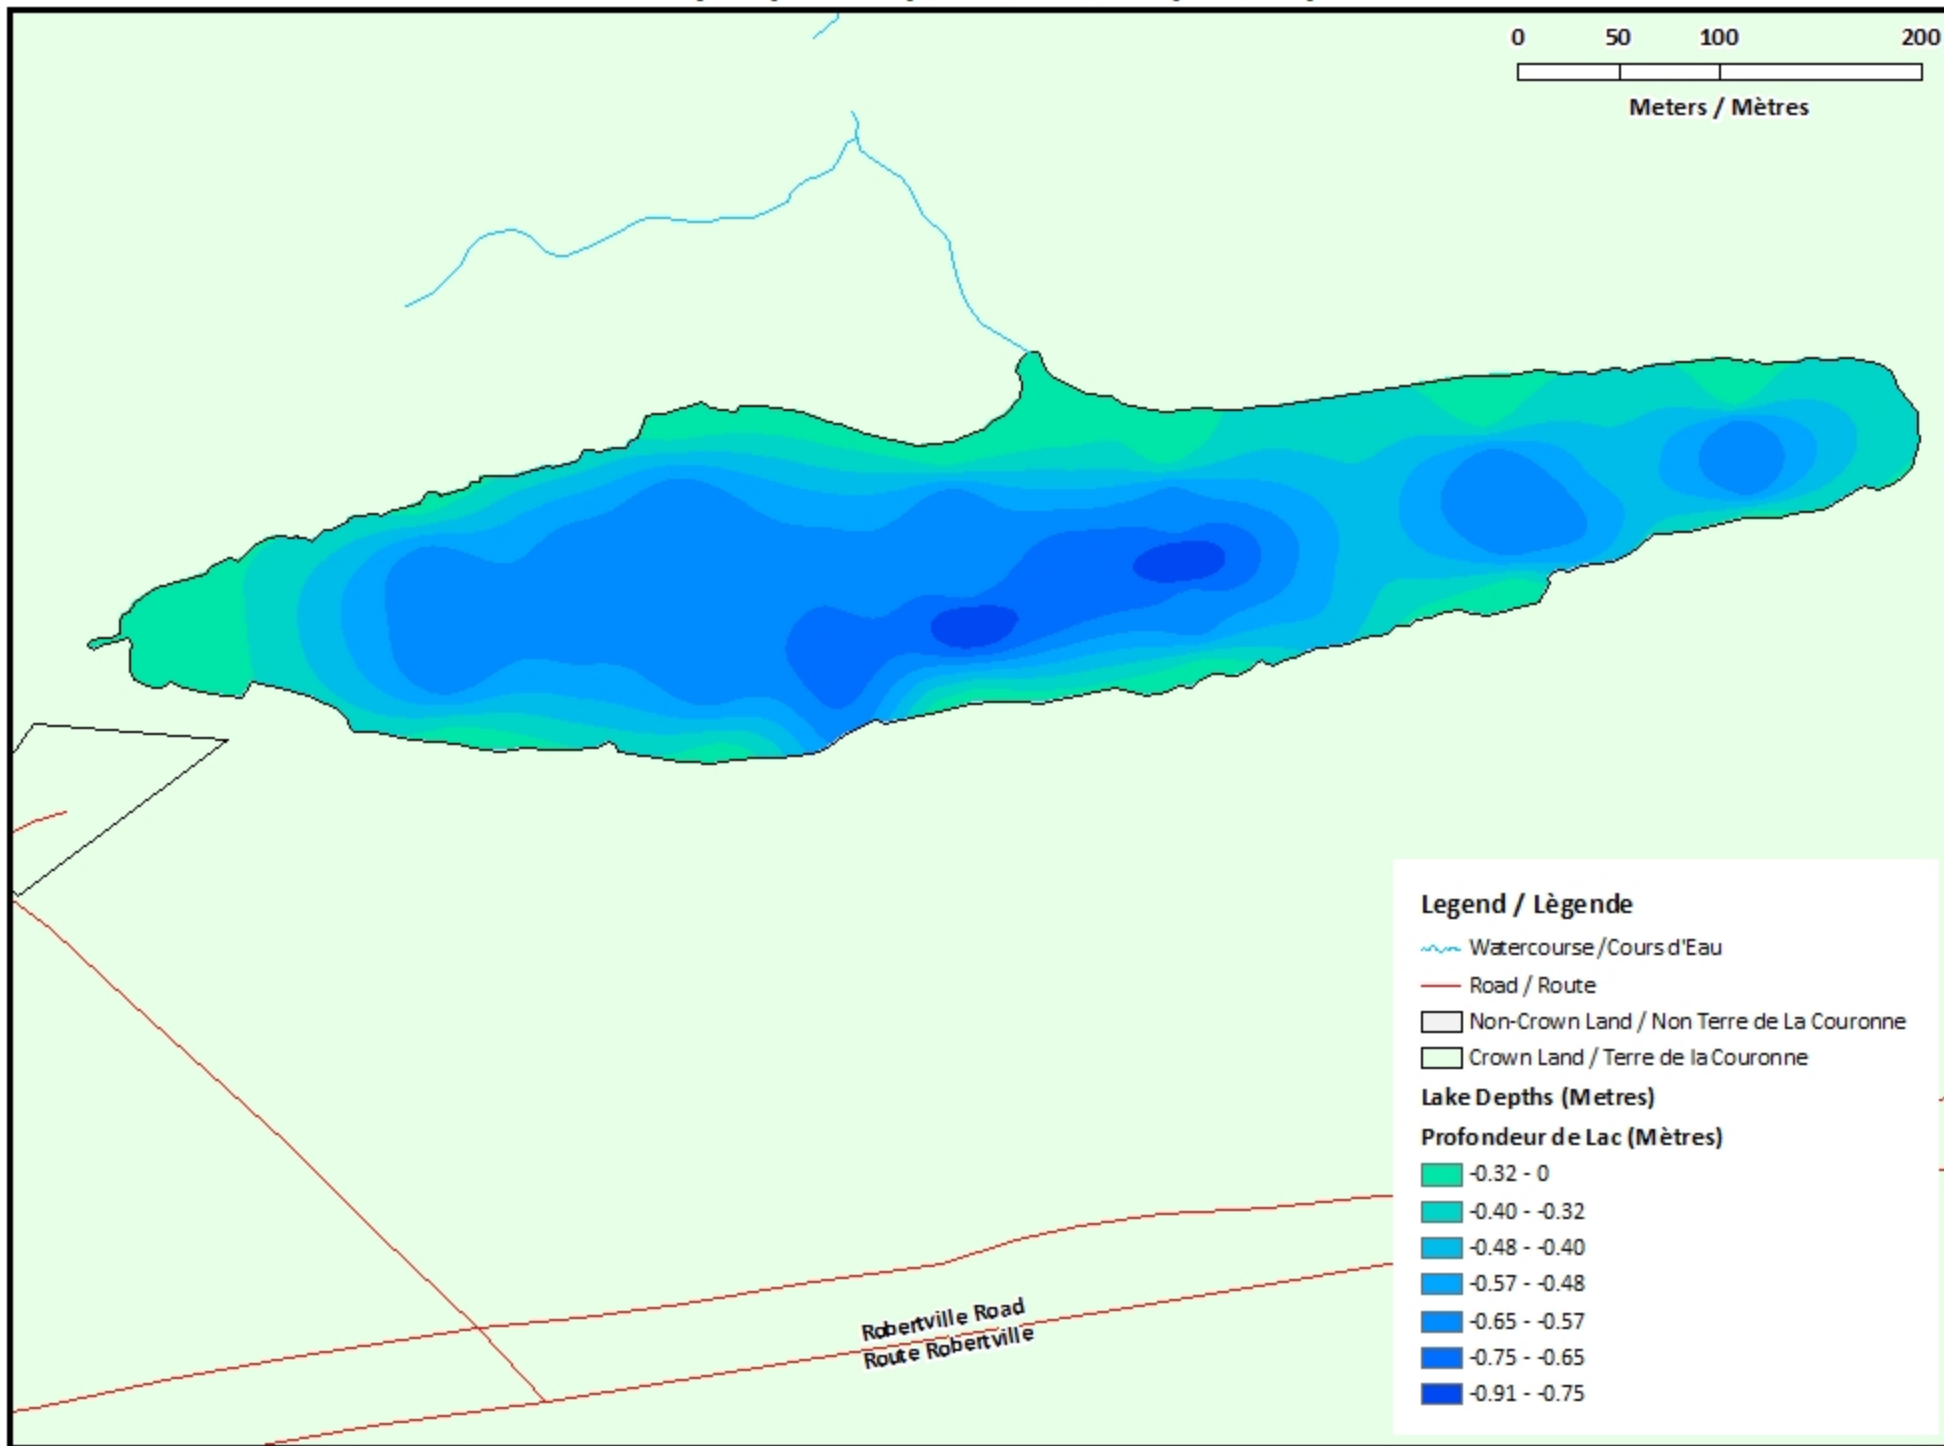 0 50 100 200
Meters / Mètres
Robertville Road
Route Robertville
Legend / Lègende
Watercourse/Cours d'Eau
Road / Route
Non-Crown Land / Non Terre de La Couronne
Crown Land / Terre de la Couronne
Lake Depths (Metres)
Profondeur de Lac (Mètres)
-0.32 - 0
-0.40 - -0.32
-0.48 - -0.40
-0.57 - -0.48
-0.65 - -0.57
-0.75 - -0.65
-0.91 - -0.75